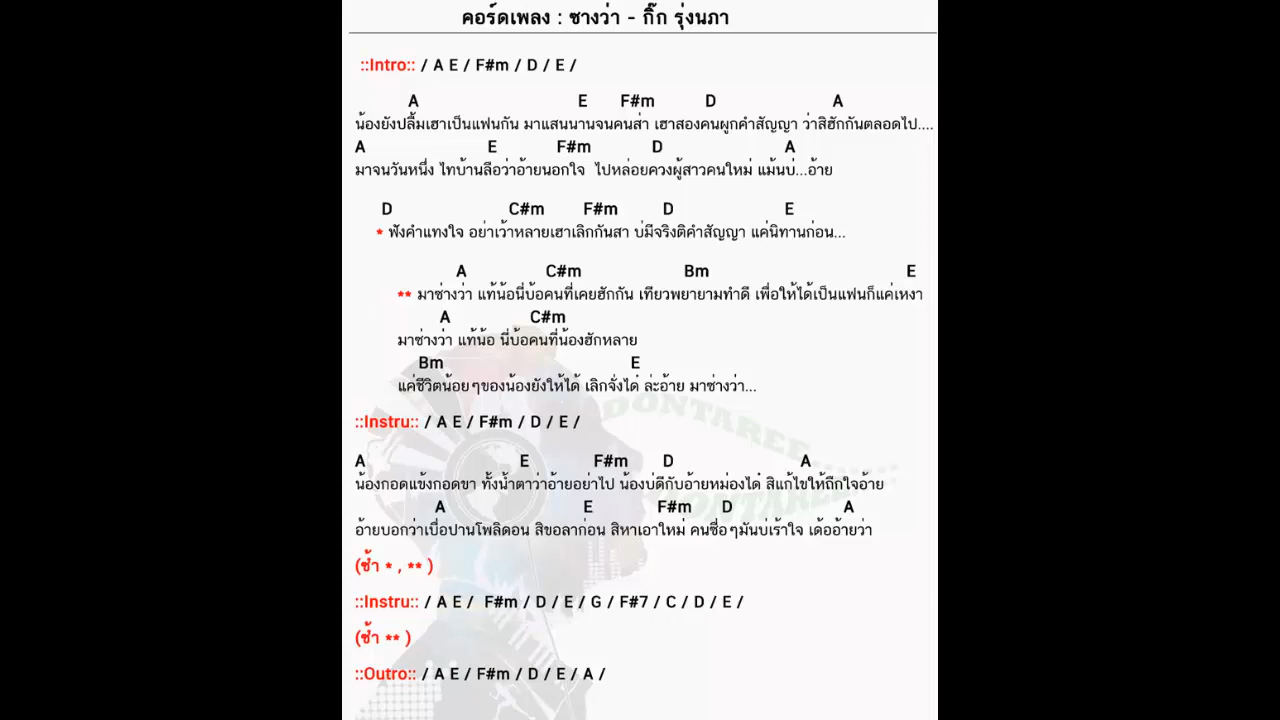 คอร์ดเพลง : ซางว่า - กิ๊ก รุ่งนภา
::Intro:: / A E / F#m / D / E /
A E F#m D A
น้องยังปลื้มเฮาเป็นแฟนกัน มาแสนนานจนคนส่า เฮาสองคนผูกคำสัญญา ว่าสิฮักกันตลอดไป....
A E F#m D A
มาจนวันหนึ่ง ไทบ้านลือว่าอ้ายนอกใจ ไปหล่อยควงผู้สาวคนใหม่ แม้นบ่...อ้าย
D C#m F#m D E
* ฟังคำแทงใจ อย่าเว้าหลายเฮาเลิกกันสา บ่มีจริงติคำสัญญา แค่นิทานก่อน...
A C#m Bm E
** มาซ่างว่า แท้น้อนี่บ้อคนที่เคยฮักกัน เทียวพยายามทำดี เพื่อให้ได้เป็นแฟนก็แค่เหงา
A C#m
มาซ่างว่า แท้น้อ นี่บ้อคนที่น้องฮักหลาย
Bm E
แค่ชีวิตน้อยๆของน้องยังให้ได้ เลิกจั่งได๋ ล่ะอ้าย มาซ่างว่า...
::Instru:: / A E / F#m / D / E /
A E F#m D A
น้องกอดแข้งกอดขา ทั้งน้ำตาว่าอ้ายอย่าไป น้องบ่ดีกับอ้ายหม่องได๋ สิแก้ไขให้ถืกใจอ้าย
A E F#m D A
อ้ายบอกว่าเบื่อปานโพลิดอน สิขอลาก่อน สิหาเอาใหม่ คนซื่อๆมันบ่เร้าใจ เด้ออ้ายว่า
(ซ้ำ * , ** )
::Instru:: / A E / F#m / D / E / G / F#7 / C / D / E /
(ซ้ำ ** )
::Outro:: / A E / F#m / D / E / A /